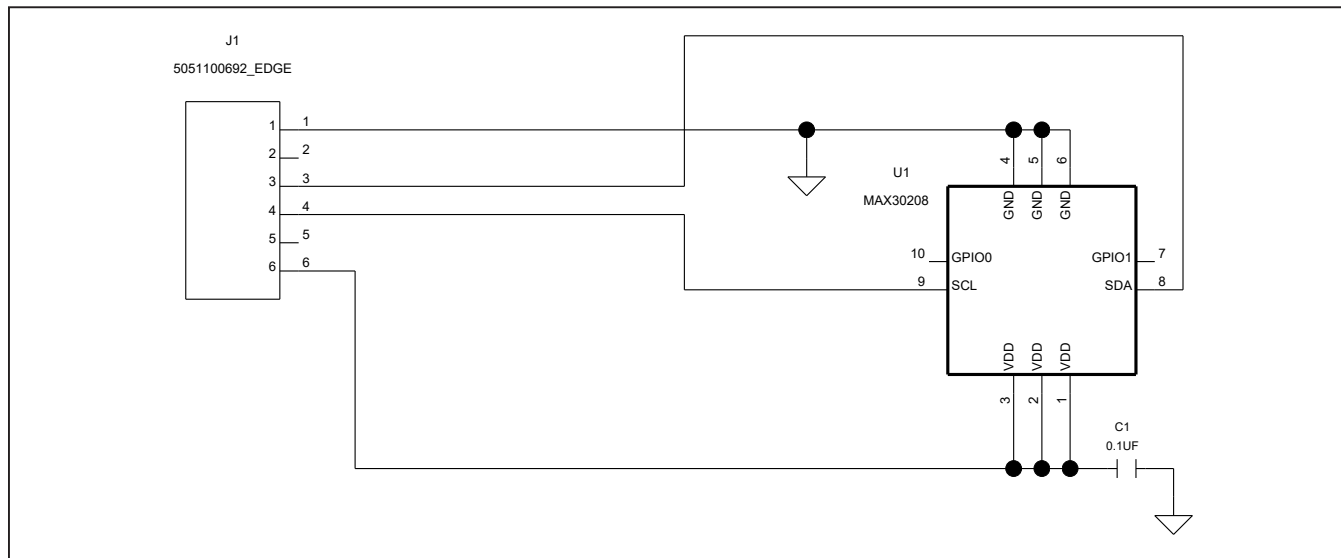 J1
5051100692_EDGE
1 1
2 2
3 3
4 4
5 5
6 6
U1
MAX30208
4 5 6
GND GND GND
10 GPIO0 GPIO1 7
9 SCL SDA 8
VDD VDD VDD
3 2 1
C1
0.1UF